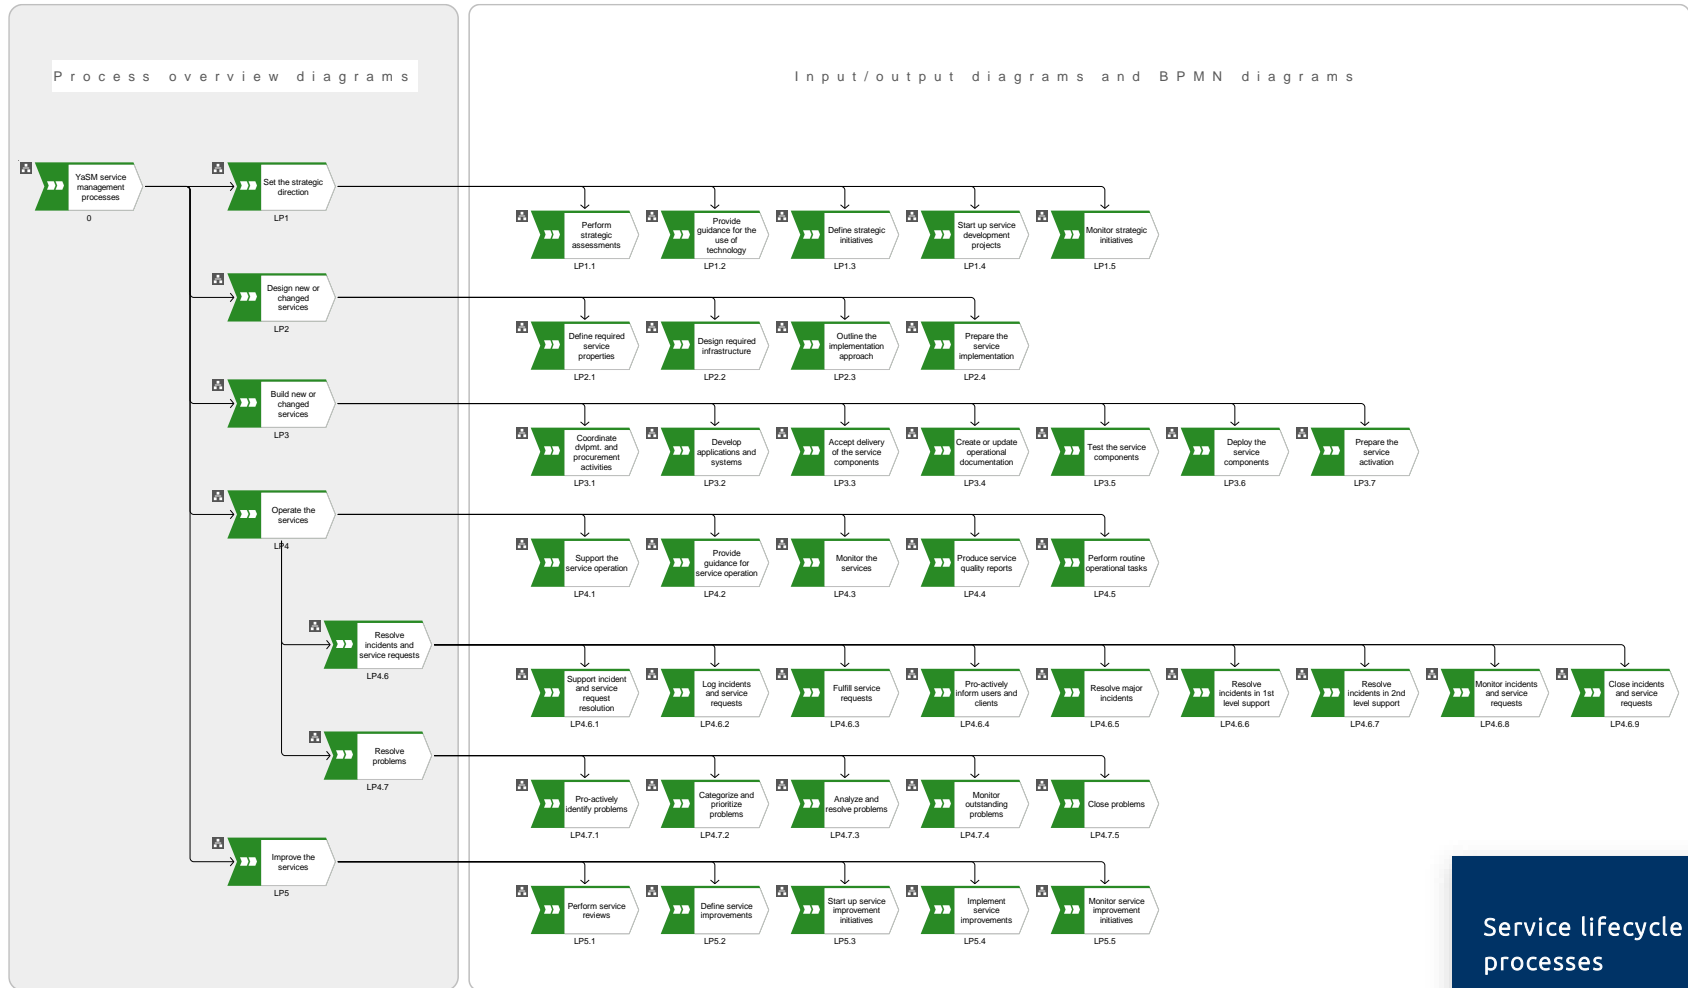 Process overview diagrams
Input/output diagrams and BPMN diagrams
YaSM service
management
processes
0
Set the strategic
direction
LP1
Perform
strategic
assessments
LP1.1
Provide
guidance for the
use of
technology
LP1.2
Define strategic
initiatives
LP1.3
Start up service
development
projects
LP1.4
Monitor strategic
initiatives
LP1.5
Design new or
changed
services
LP2
Define required
service
properties
LP2.1
Design required
infrastructure
LP2.2
Outline the
implementation
approach
LP2.3
Prepare the
service
implementation
LP2.4
Build new or
changed
services
LP3
Coordinate
dvlpmt. and
procurement
activities
LP3.1
Develop
applications and
systems
LP3.2
Accept delivery
of the service
components
LP3.3
Create or update
operational
documentation
LP3.4
Test the service
components
LP3.5
Deploy the
service
components
LP3.6
Prepare the
service
activation
LP3.7
Operate the
services
LP4
Support the
service operation
LP4.1
Provide
guidance for
service operation
LP4.2
Monitor the
services
LP4.3
Produce service
quality reports
LP4.4
Perform routine
operational tasks
LP4.5
Resolve
incidents and
service requests
LP4.6
Support incident
and service
request
resolution
LP4.6.1
Log incidents
and service
requests
LP4.6.2
Fulfill service
requests
LP4.6.3
Pro-actively
inform users and
clients
LP4.6.4
Resolve major
incidents
LP4.6.5
Resolve
incidents in 1st
level support
LP4.6.6
Resolve
incidents in 2nd
level support
LP4.6.7
Monitor incidents
and service
requests
LP4.6.8
Close incidents
and service
requests
LP4.6.9
Resolve
problems
LP4.7
Pro-actively
identify problems
LP4.7.1
Categorize and
prioritize
problems
LP4.7.2
Analyze and
resolve problems
LP4.7.3
Monitor
outstanding
problems
LP4.7.4
Close problems
LP4.7.5
Improve the
services
LP5
Perform service
reviews
LP5.1
Define service
improvements
LP5.2
Start up service
improvement
initiatives
LP5.3
Implement
service
improvements
LP5.4
Monitor service
improvement
initiatives
LP5.5
Service lifecycle
processes